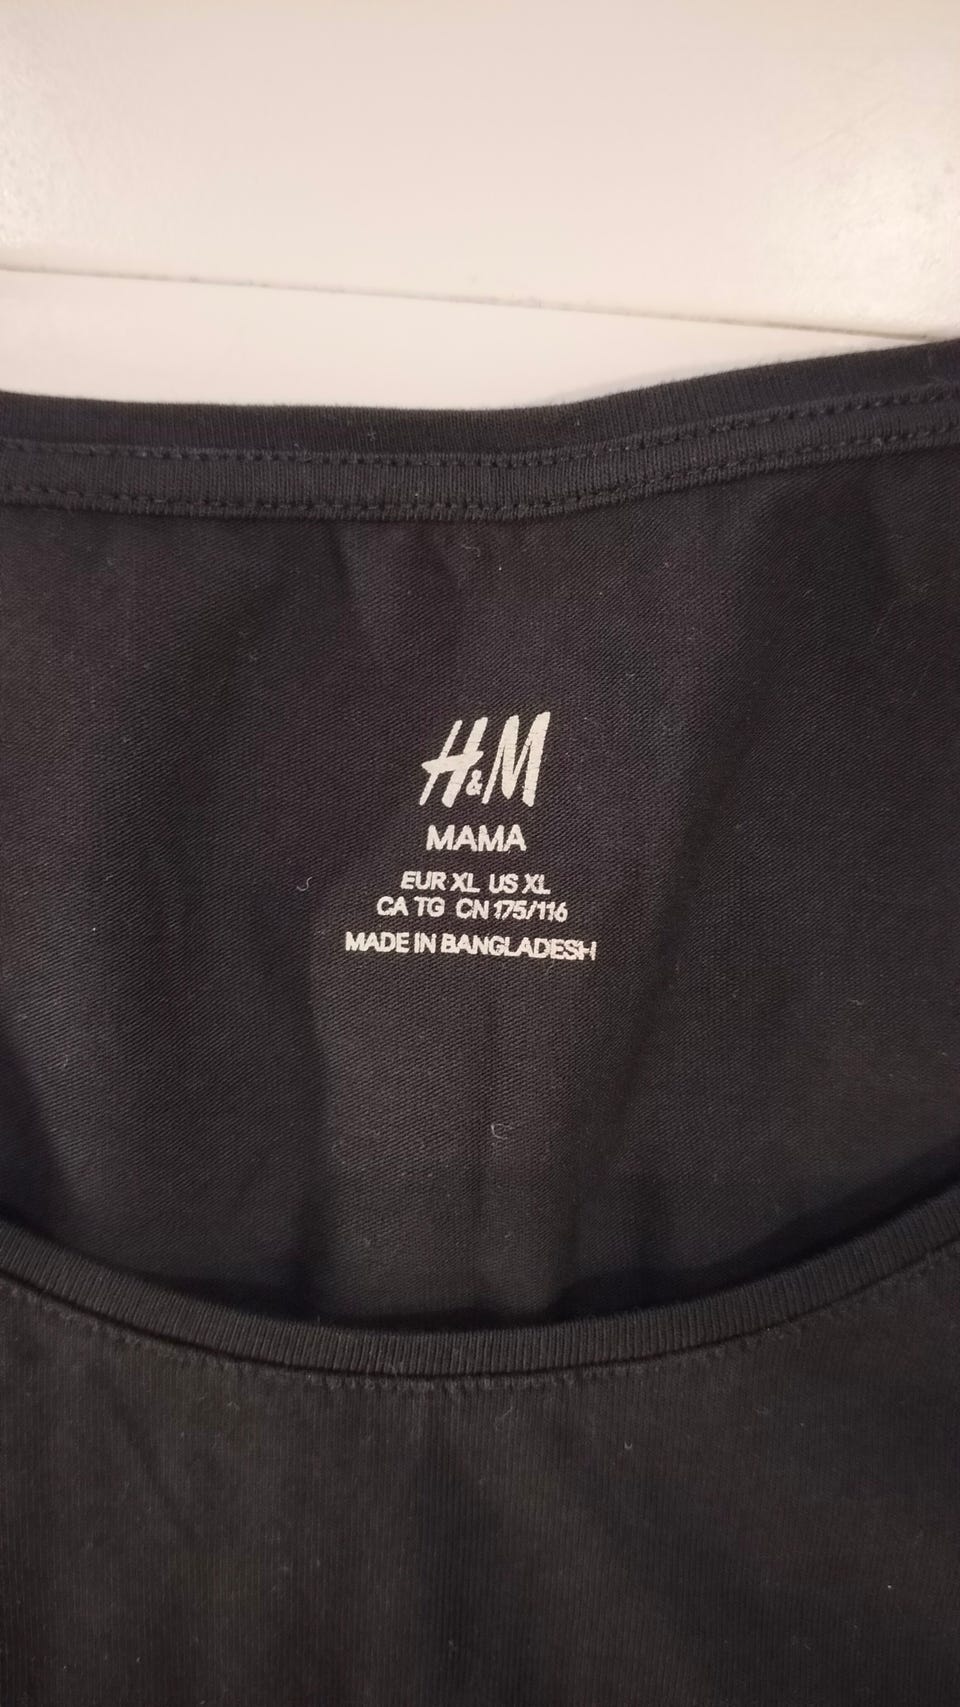 H&M
MAMA
EUR XL US XL
CA TG CN 175/116
MADE IN BANGLADESH